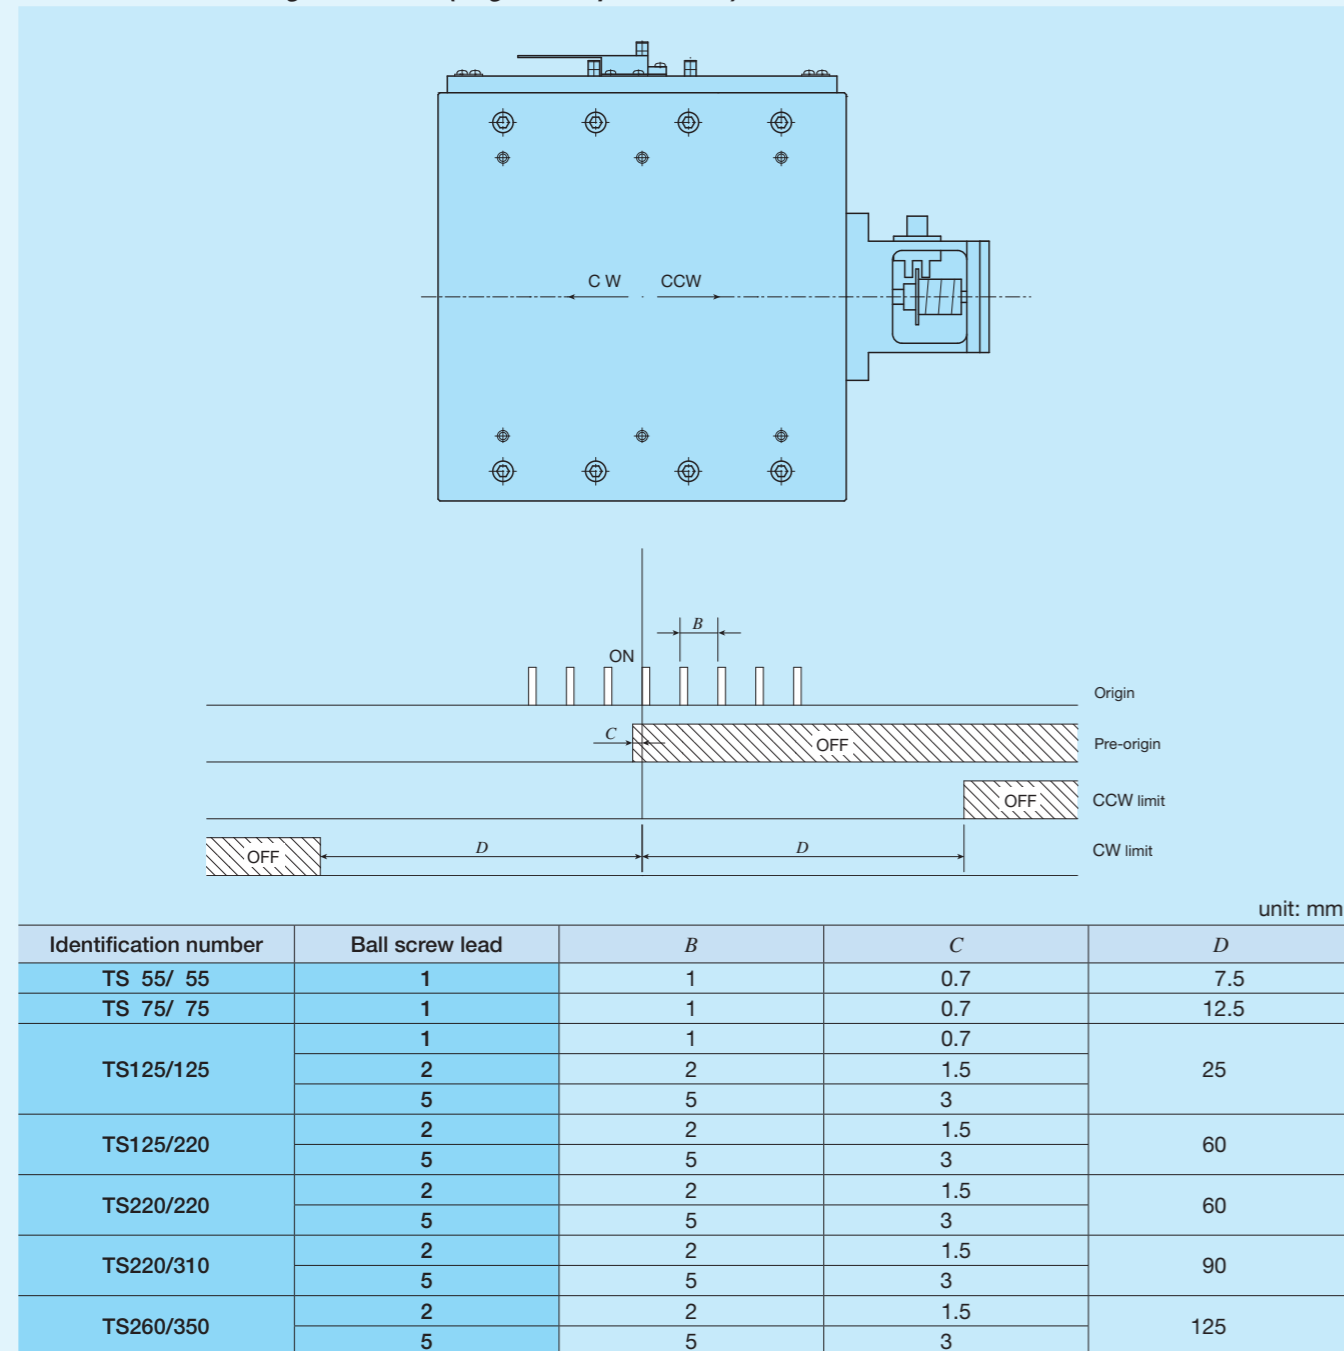 C W CCW
B
ON
Origin
C
OFF
Pre-origin
OFF
CCW limit
OFF
D
D
CW limit
unit: mm
Identification number Ball screw lead B C D
TS 55/ 55 1 1 0.7 7.5
TS 75/ 75 1 1 0.7 12.5
TS125/125 1 1 0.7 25
2 2 1.5
5 5 3
TS125/220 2 2 1.5 60
5 5 3
TS220/220 2 2 1.5 60
5 5 3
TS220/310 2 2 1.5 90
5 5 3
TS260/350 2 2 1.5 125
5 5 3